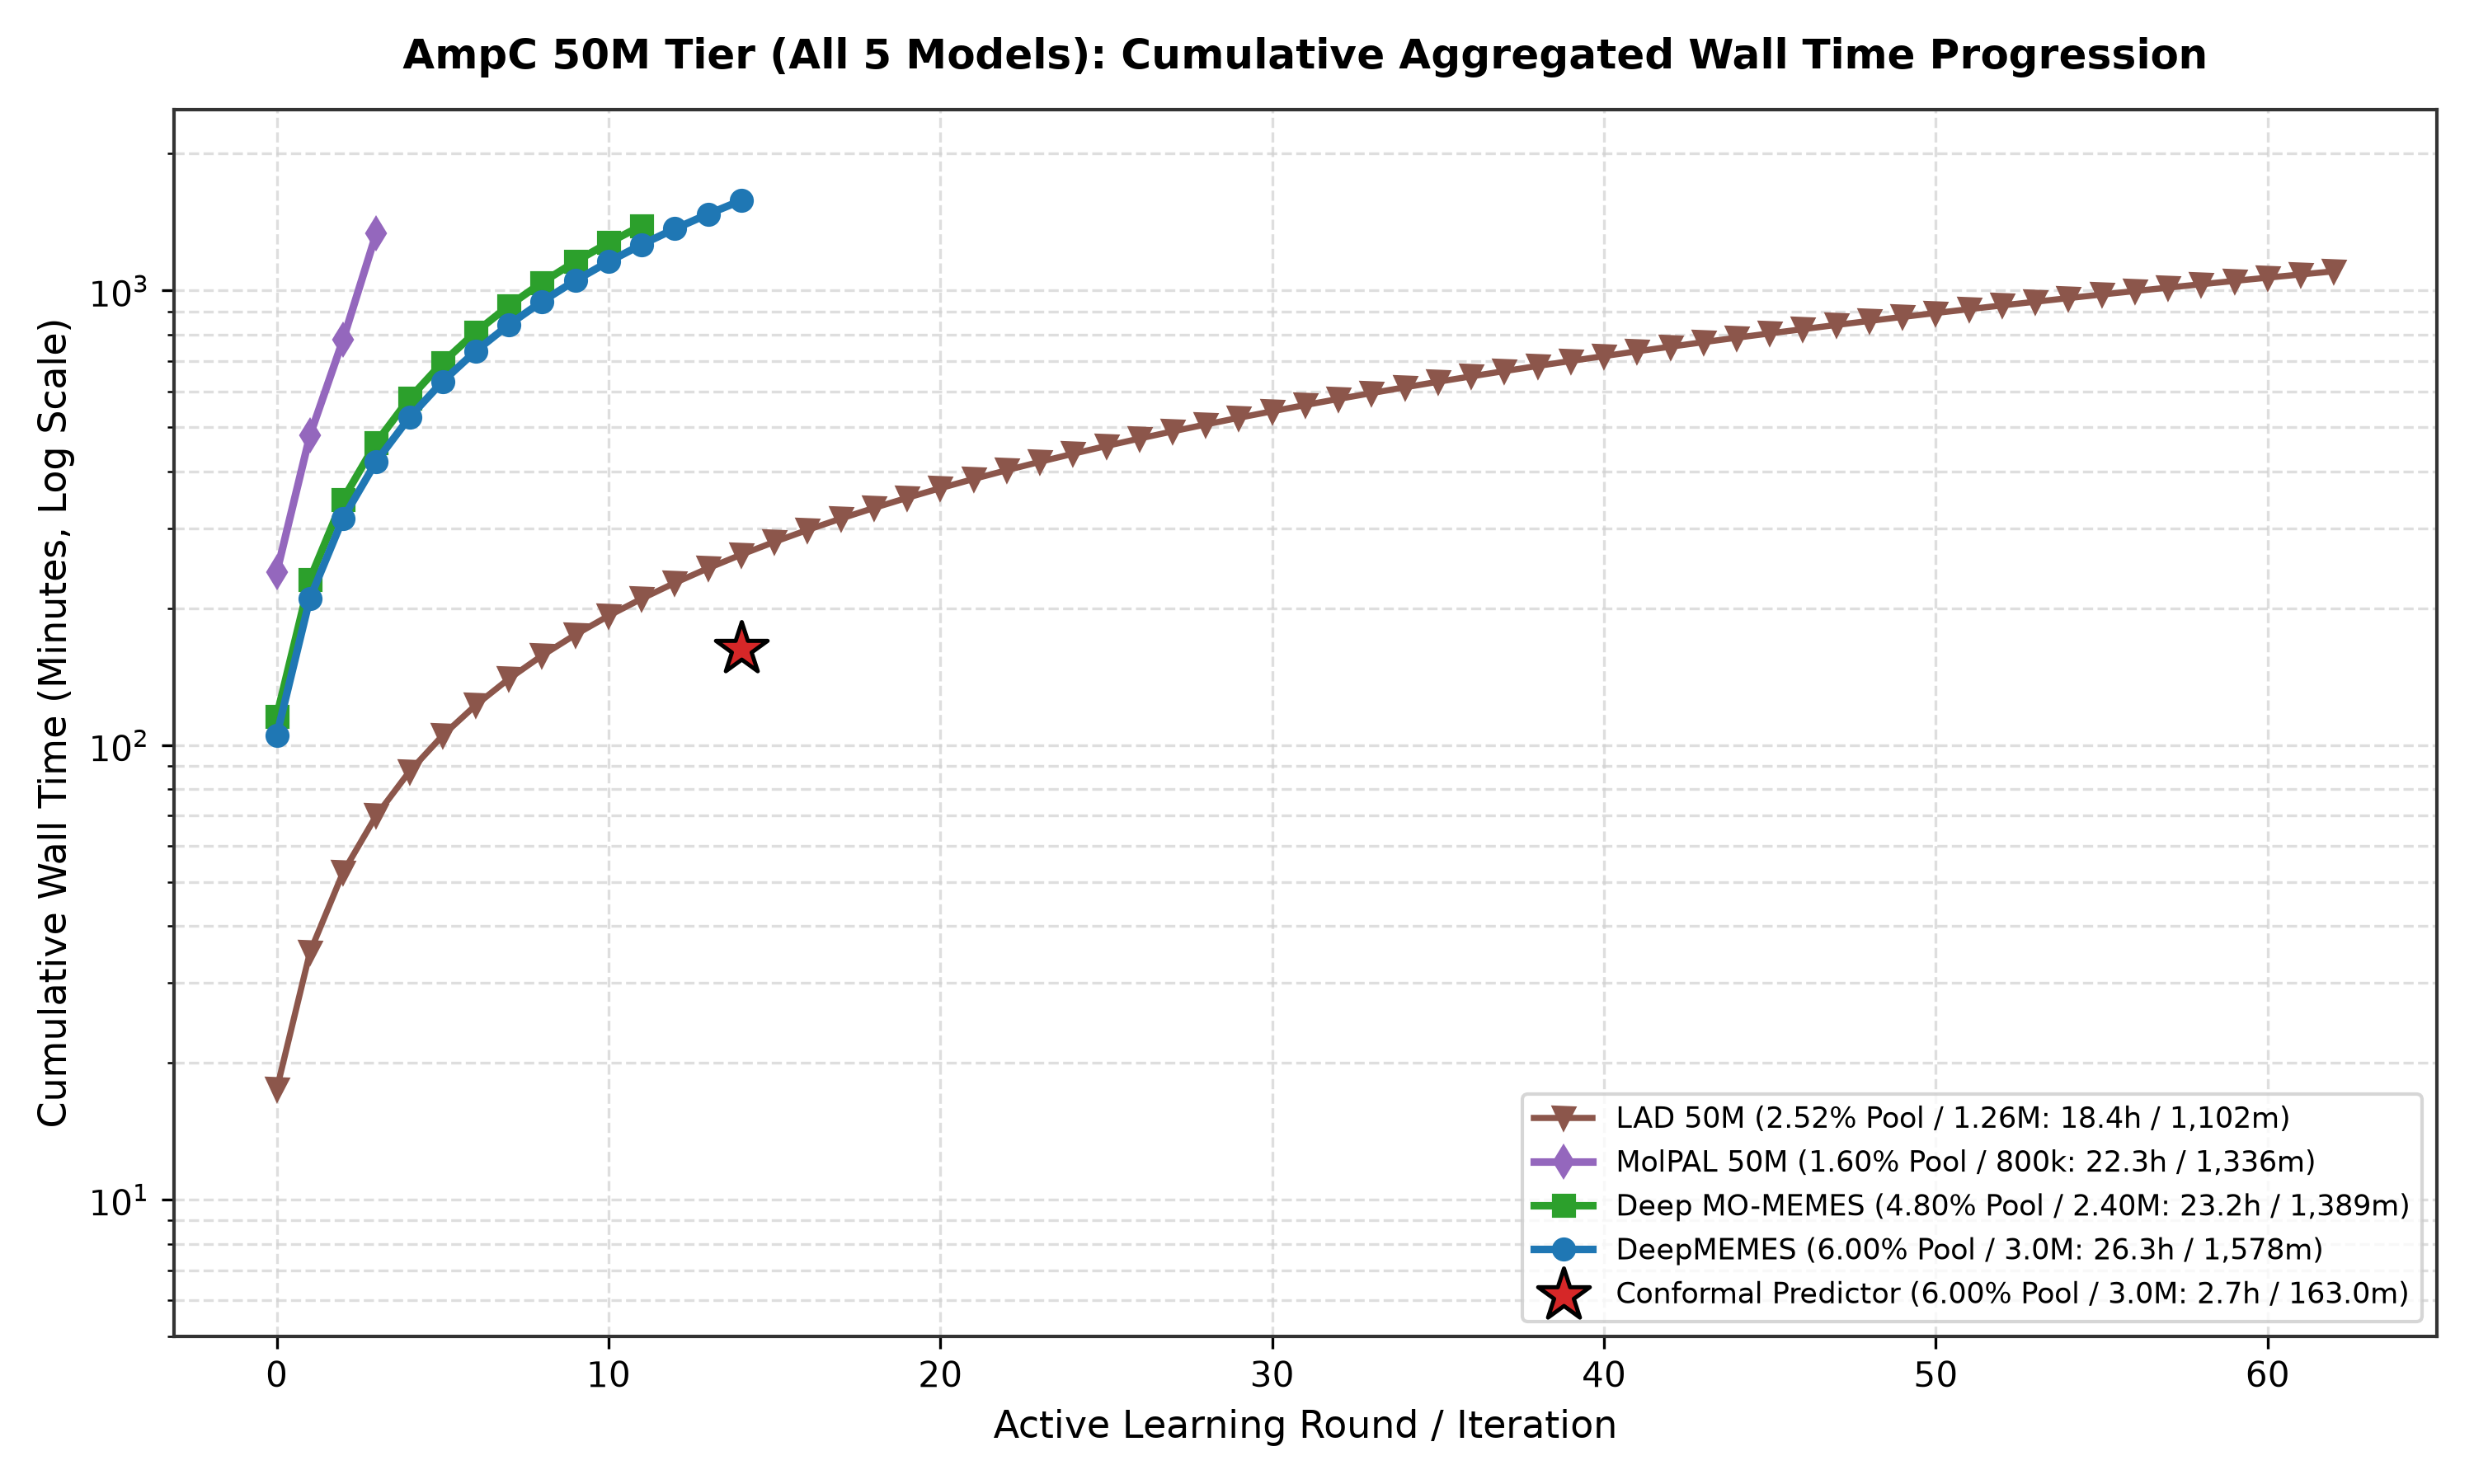 AmpC 50M Tier (All 5 Models): Cumulative Aggregated Wall Time Progression
Cumulative Wall Time (Minutes, Log Scale)
10³
10²
10¹
LAD 50M (2.52% Pool / 1.26M: 18.4h / 1,102m)
MolPAL 50M (1.60% Pool / 800k: 22.3h / 1,336m)
Deep MO-MEMES (4.80% Pool / 2.40M: 23.2h / 1,389m)
DeepMEMES (6.00% Pool / 3.0M: 26.3h / 1,578m)
Conformal Predictor (6.00% Pool / 3.0M: 2.7h / 163.0m)
0 10 20 30 40 50 60
Active Learning Round / Iteration